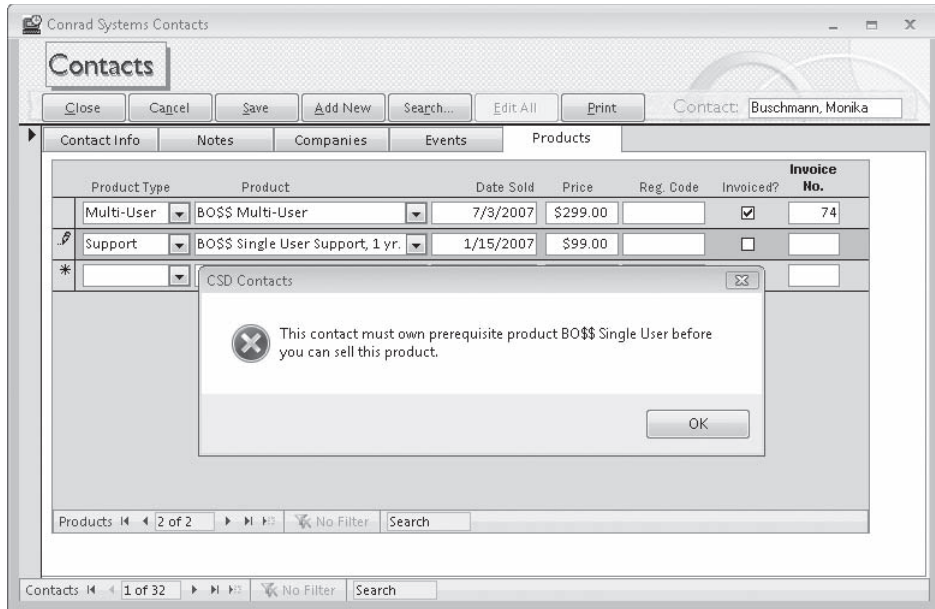 Conrad Systems Contacts
Contacts
Close Cancel Save Add New Search... Edit All Print Contact: Buschmann, Monika
Contact Info Notes Companies Events Products
Product Type Product Date Sold Price Reg. Code Invoiced? Invoice No.
Multi-User BO$$ Multi-User 7/3/2007 $299.00 74
Support BO$$ Single User Support, 1 yr. 1/15/2007 $99.00
CSD Contacts
This contact must own prerequisite product BO$$ Single User before
you can sell this product.
OK
Products 2 of 2 No Filter Search
Contacts 1 of 32 No Filter Search